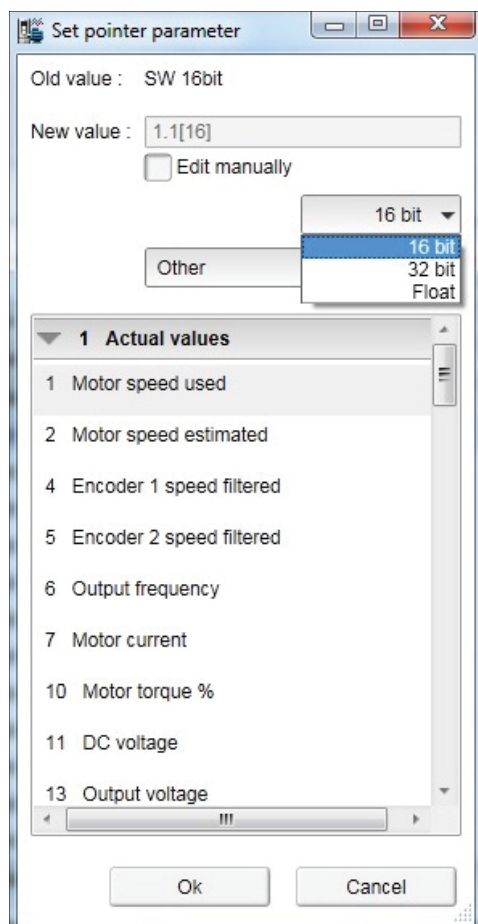 Set pointer parameter
Old value : SW 16bit
New value : 1.1[16]
Edit manually
16 bit
16 bit
32 bit
Float
Other
1 Actual values
1 Motor speed used
2 Motor speed estimated
4 Encoder 1 speed filtered
5 Encoder 2 speed filtered
6 Output frequency
7 Motor current
10 Motor torque %
11 DC voltage
13 Output voltage
Ok Cancel